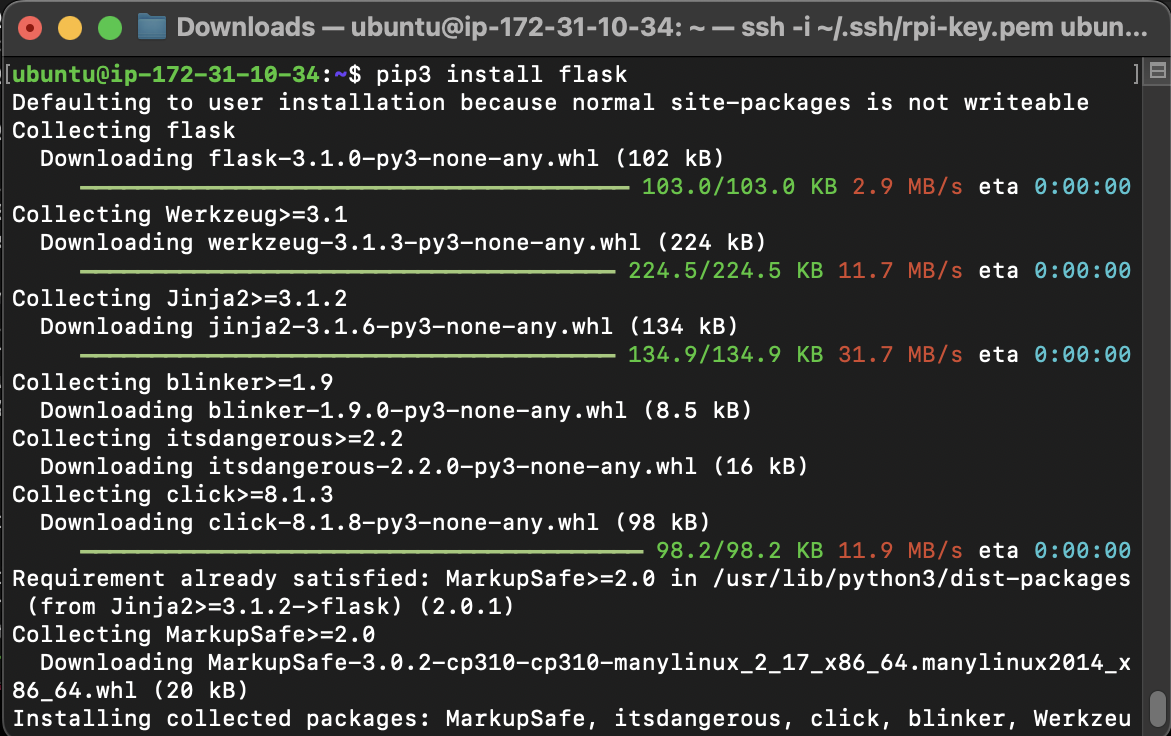 Downloads — ubuntu@ip-172-31-10-34: ~ — ssh -i ~/.ssh/rpi-key.pem ubun...
[ubuntu@ip-172-31-10-34:~$ pip3 install flask ]
Defaulting to user installation because normal site-packages is not writeable
Collecting flask
  Downloading flask-3.1.0-py3-none-any.whl (102 kB)
     ━━━━━━━━━━━━━━━━━━━━━━━━━━━━━━━━━━━━━━━ 103.0/103.0 KB 2.9 MB/s eta 0:00:00
Collecting Werkzeug>=3.1
  Downloading werkzeug-3.1.3-py3-none-any.whl (224 kB)
     ━━━━━━━━━━━━━━━━━━━━━━━━━━━━━━━━━━━━━━ 224.5/224.5 KB 11.7 MB/s eta 0:00:00
Collecting Jinja2>=3.1.2
  Downloading jinja2-3.1.6-py3-none-any.whl (134 kB)
     ━━━━━━━━━━━━━━━━━━━━━━━━━━━━━━━━━━━━━━ 134.9/134.9 KB 31.7 MB/s eta 0:00:00
Collecting blinker>=1.9
  Downloading blinker-1.9.0-py3-none-any.whl (8.5 kB)
Collecting itsdangerous>=2.2
  Downloading itsdangerous-2.2.0-py3-none-any.whl (16 kB)
Collecting click>=8.1.3
  Downloading click-8.1.8-py3-none-any.whl (98 kB)
     ━━━━━━━━━━━━━━━━━━━━━━━━━━━━━━━━━━━━━━━━ 98.2/98.2 KB 11.9 MB/s eta 0:00:00
Requirement already satisfied: MarkupSafe>=2.0 in /usr/lib/python3/dist-packages
 (from Jinja2>=3.1.2->flask) (2.0.1)
Collecting MarkupSafe>=2.0
  Downloading MarkupSafe-3.0.2-cp310-cp310-manylinux_2_17_x86_64.manylinux2014_x
86_64.whl (20 kB)
Installing collected packages: MarkupSafe, itsdangerous, click, blinker, Werkzeu